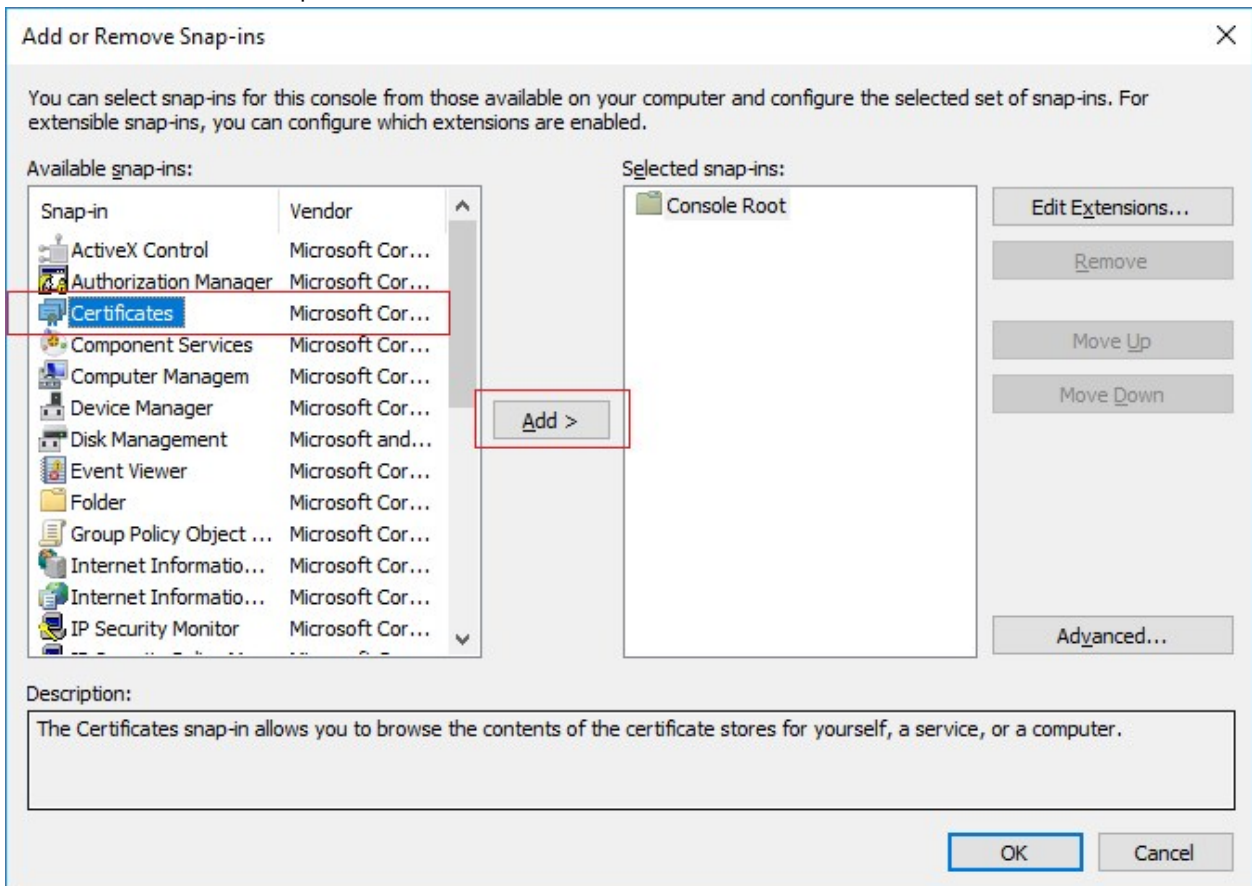 Add or Remove Snap-ins
You can select snap-ins for this console from those available on your computer and configure the selected set of snap-ins. For
extensible snap-ins, you can configure which extensions are enabled.
Available snap-ins:
Snap-in Vendor
ActiveX Control Microsoft Cor...
Authorization Manager Microsoft Cor...
Certificates Microsoft Cor...
Component Services Microsoft Cor...
Computer Managem Microsoft Cor...
Device Manager Microsoft Cor...
Disk Management Microsoft and...
Event Viewer Microsoft Cor...
Folder Microsoft Cor...
Group Policy Object ... Microsoft Cor...
Internet Informatio... Microsoft Cor...
Internet Informatio... Microsoft Cor...
IP Security Monitor Microsoft Cor...
Add >
Selected snap-ins:
Console Root
Edit Extensions...
Remove
Move Up
Move Down
Advanced...
Description:
The Certificates snap-in allows you to browse the contents of the certificate stores for yourself, a service, or a computer.
OK
Cancel